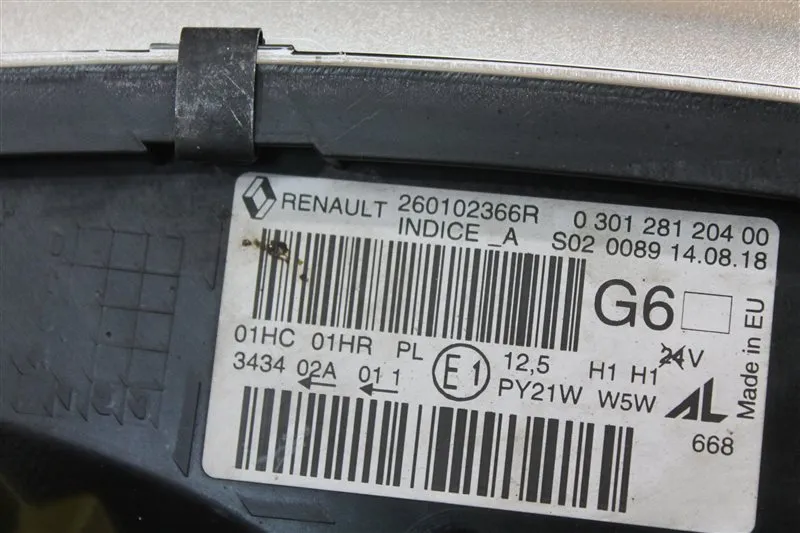 RENAULT 260102366R 0 301 281 204 00
INDICE _A S02 0089 14.08.18
G6
01HC 01HR PL 12,5 H1 H1 24V
3434 02A 01 1 E1 PY21W W5W AL
668
Made in EU